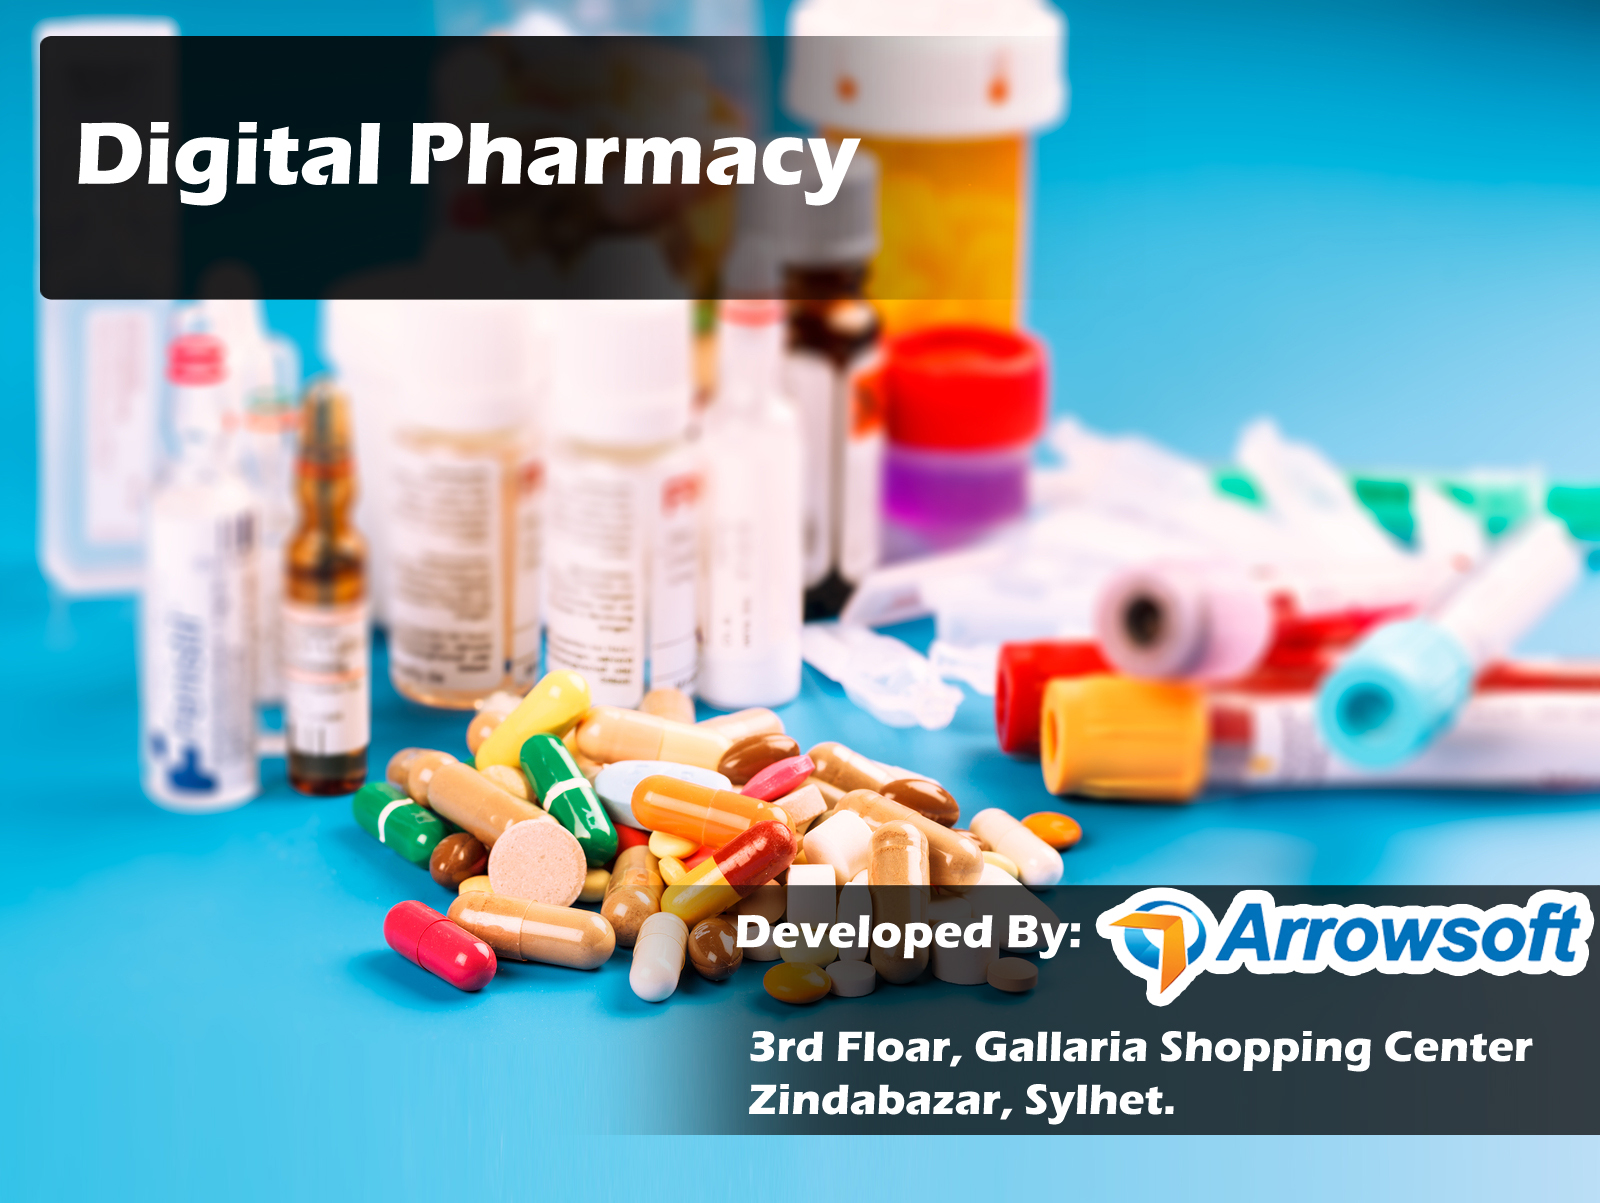 Digital Pharmacy
Developed By: Arrowsoft
3rd Floar, Gallaria Shopping Center
Zindabazar, Sylhet.